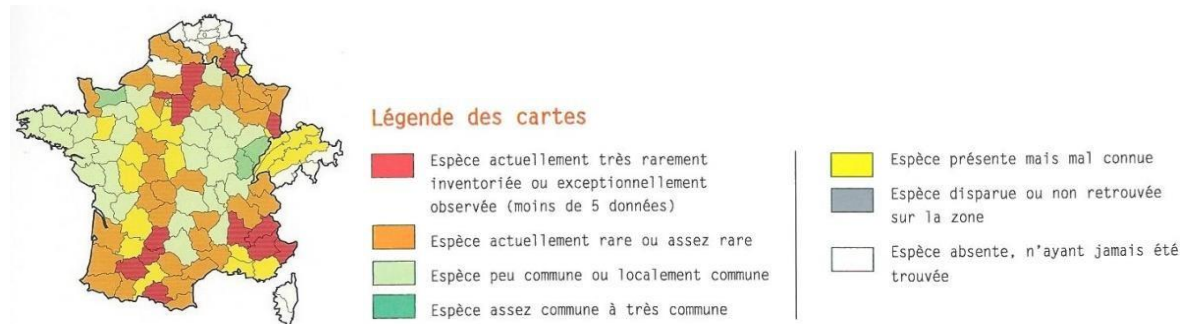 Légende des cartes
Espèce actuellement très rarement
inventoriée ou exceptionnellement
observée (moins de 5 données)
Espèce actuellement rare ou assez rare
Espèce peu commune ou localement commune
Espèce assez commune à très commune
Espèce présente mais mal connue
Espèce disparue ou non retrouvée
sur la zone
Espèce absente, n'ayant jamais été
trouvée